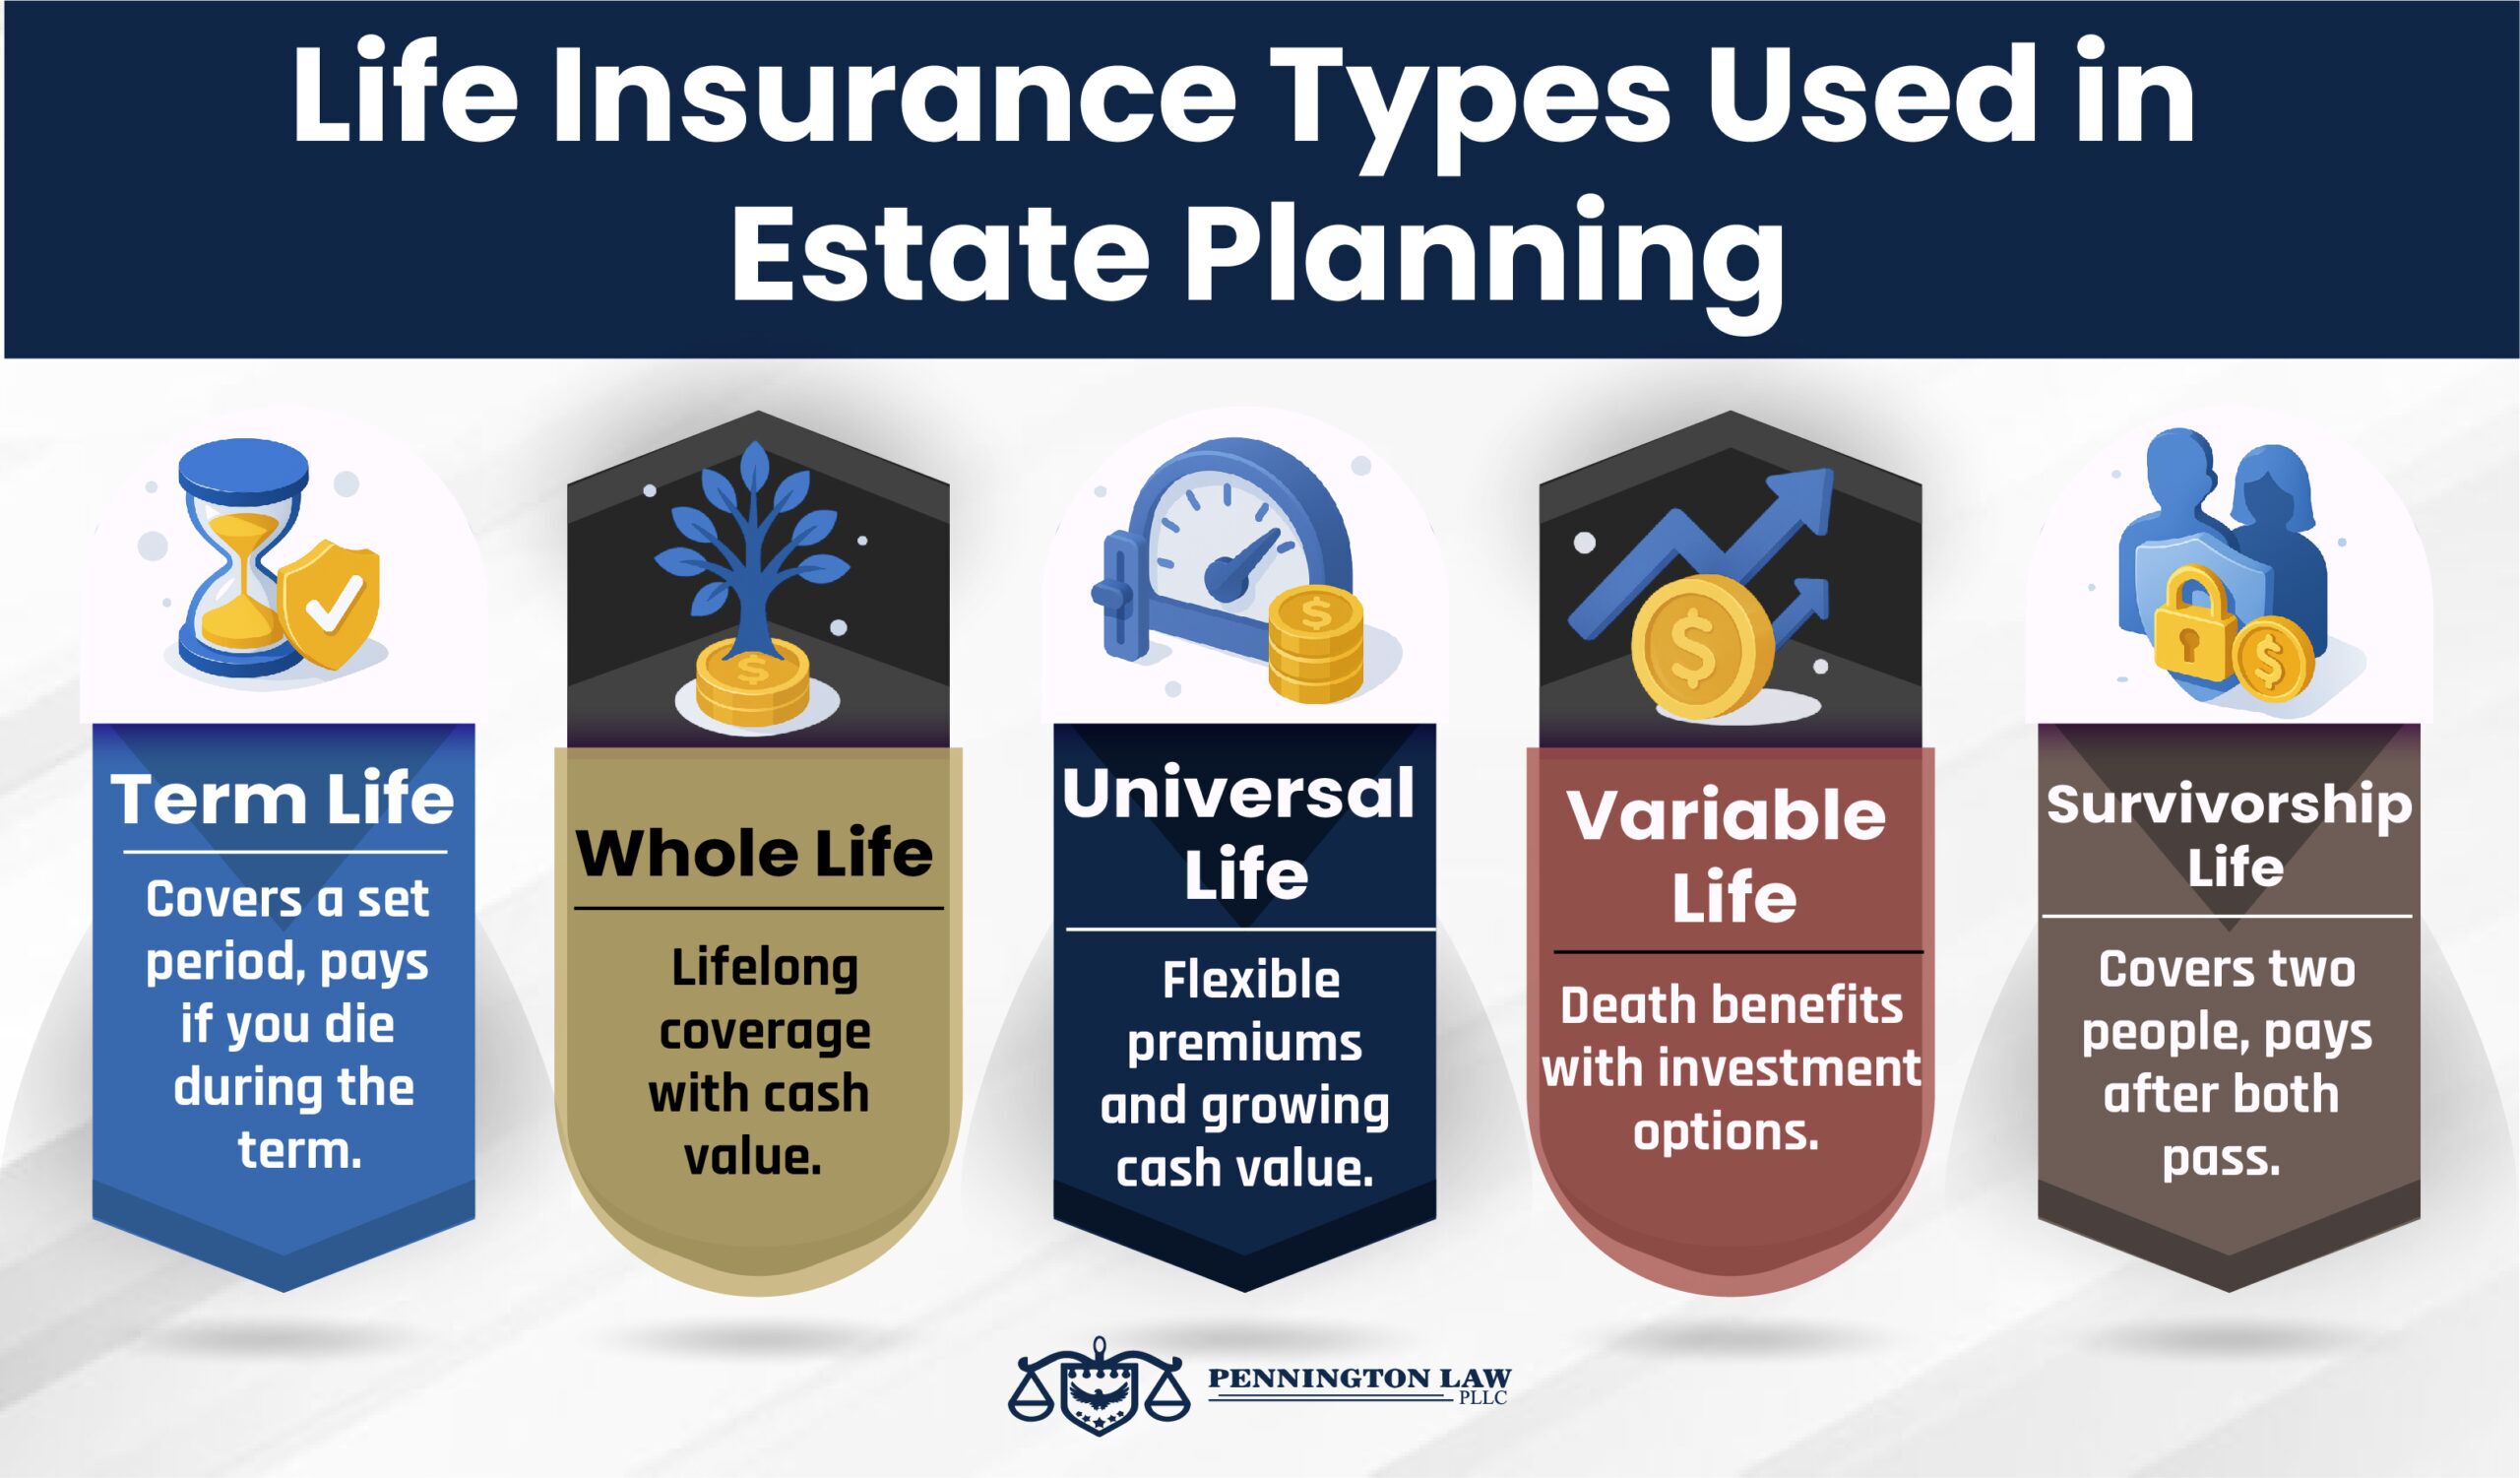 Life Insurance Types Used in
Estate Planning
Term Life
Covers a set
period, pays
if you die
during the
term.
Whole Life
Lifelong
coverage
with cash
value.
Universal
Life
Flexible
premiums
and growing
cash value.
Variable
Life
Death benefits
with investment
options.
Survivorship
Life
Covers two
people, pays
after both
pass.
PENNINGTON LAW
PLLC